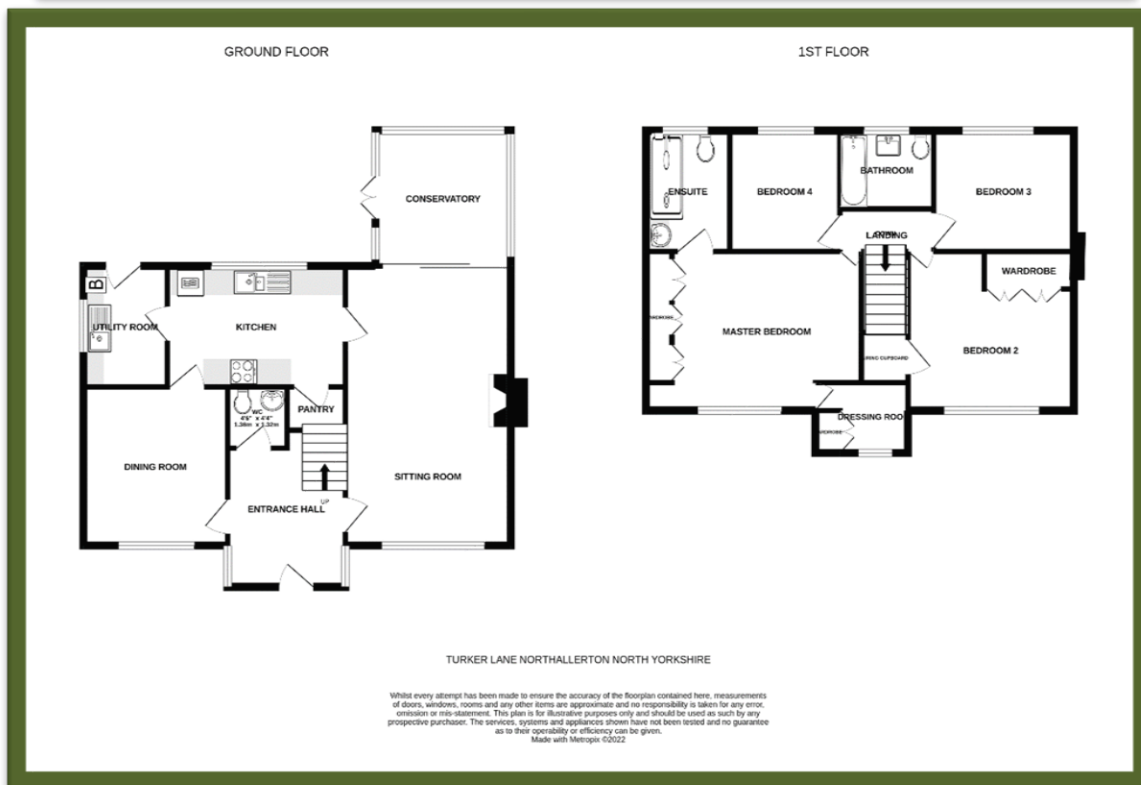 GROUND FLOOR
1ST FLOOR
CONSERVATORY
B
UTILITY ROOM
KITCHEN
PANTRY
WC
4'6" x 4'4"
1.36m x 1.32m
DINING ROOM
SITTING ROOM
UP
ENTRANCE HALL
ENSUITE
BEDROOM 4
BATHROOM
BEDROOM 3
LANDING
WARDROBE
MASTER BEDROOM
BEDROOM 2
CUPBOARD
DRESSING ROO
TURKER LANE NORTHALLERTON NORTH YORKSHIRE
Whilst every attempt has been made to ensure the accuracy of the floorplan contained here, measurements
of doors, windows, rooms and any other items are approximate and no responsibility is taken for any error,
omission or mis-statement. This plan is for illustrative purposes only and should be used as such by any
prospective purchaser. The services, systems and appliances shown have not been tested and no guarantee
as to their operability or efficiency can be given.
Made with Metropix ©2022